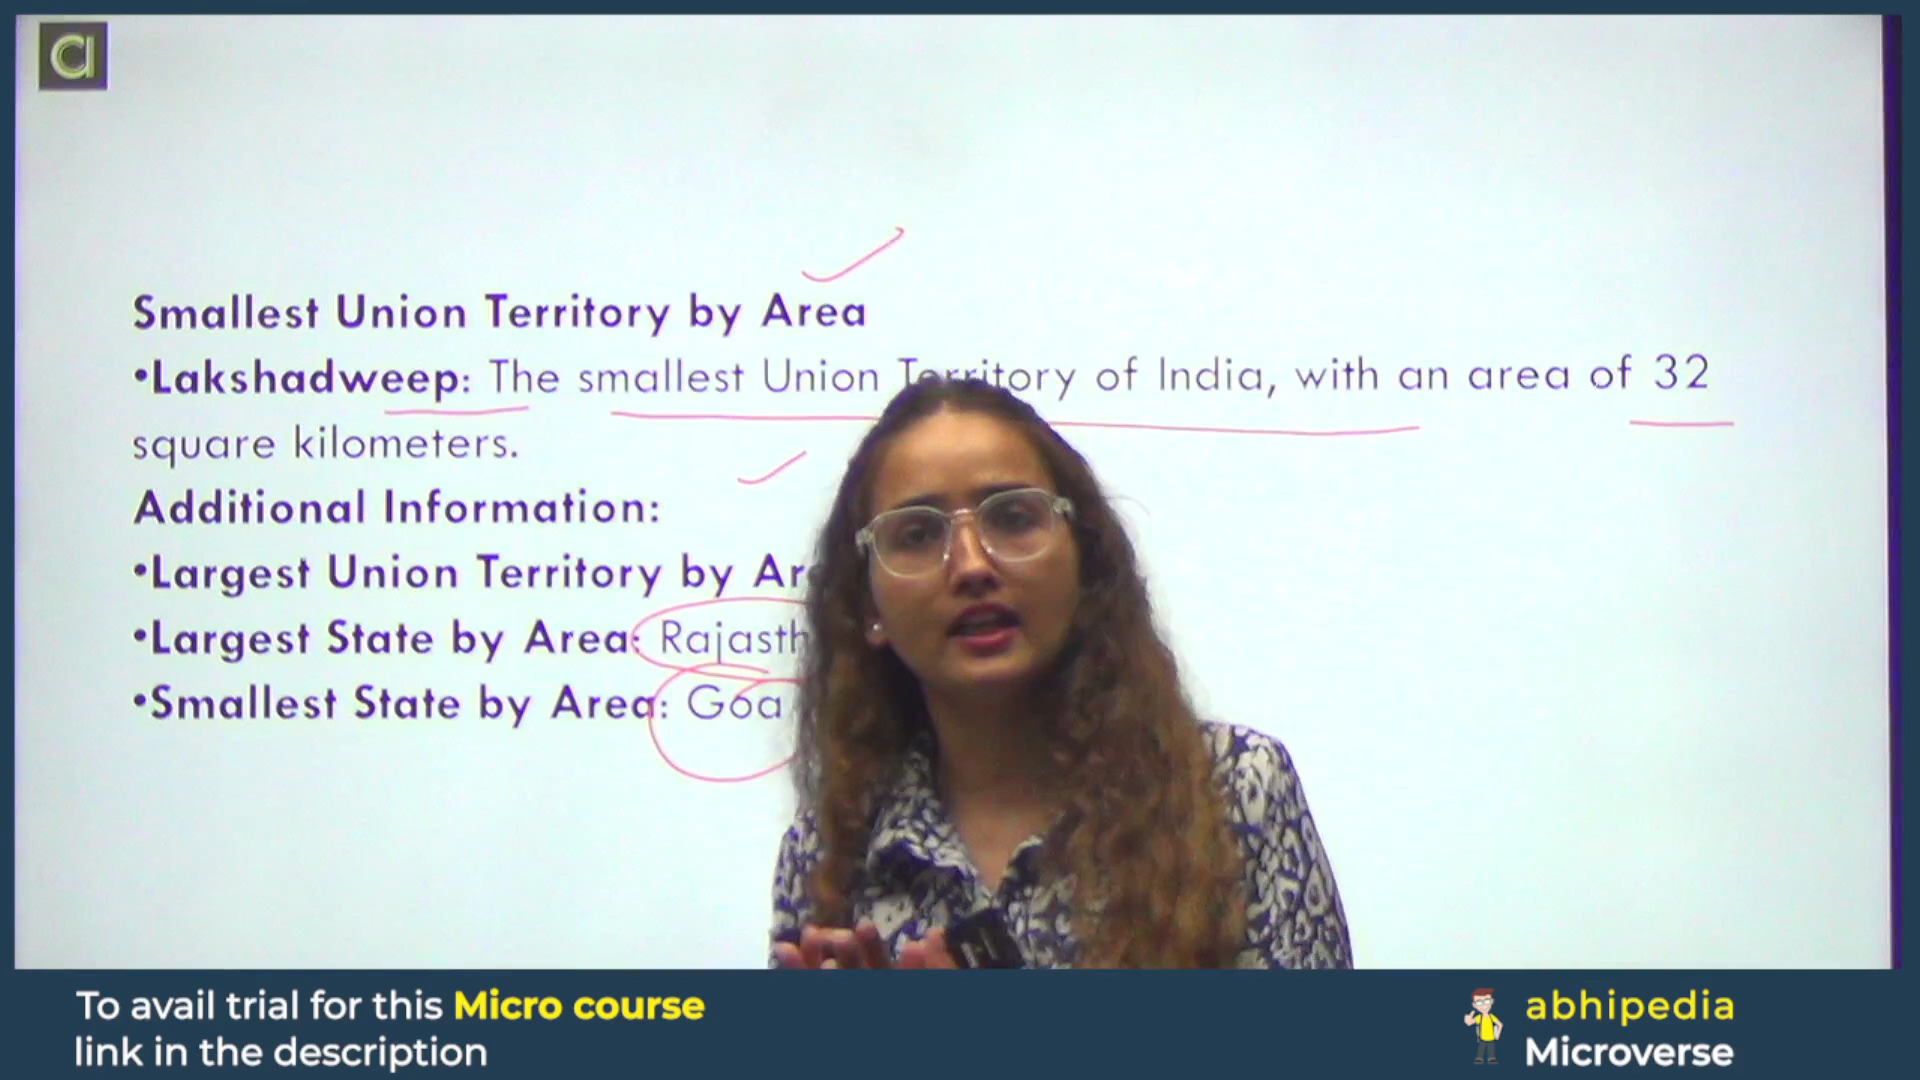 Smallest Union Territory by Area
•Lakshadweep: The smallest Union Territory of India, with an area of 32
square kilometers.
Additional Information:
•Largest Union Territory by
•Largest State by Area:
•Smallest State by Area: Goa
To avail trial for this Micro course
link in the description
abhipedia
Microverse